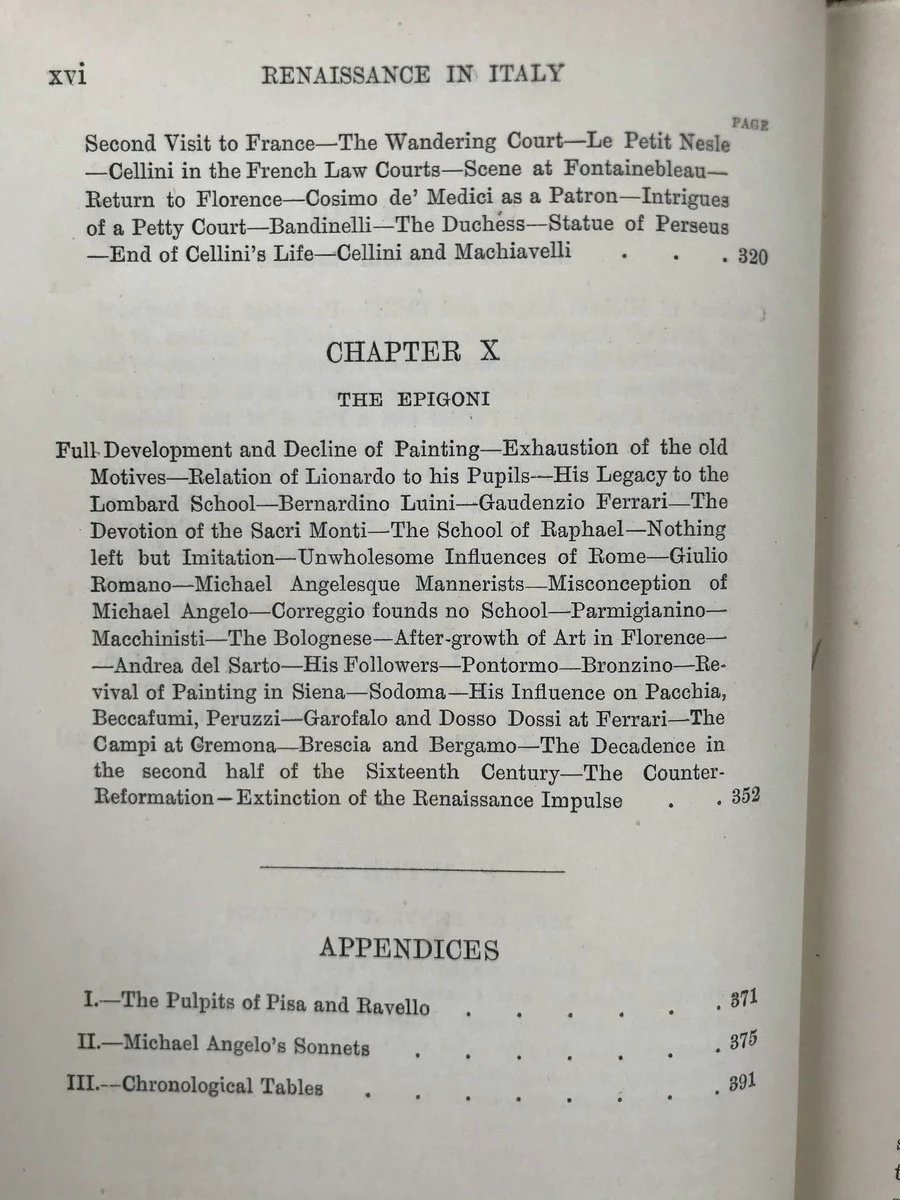 xvi RENAISSANCE IN ITALY
PAGE
Second Visit to France—The Wandering Court—Le Petit Nesle
—Cellini in the French Law Courts—Scene at Fontainebleau—
Return to Florence—Cosimo de' Medici as a Patron—Intrigues
of a Petty Court—Bandinelli—The Duchess—Statue of Perseus
—End of Cellini's Life—Cellini and Machiavelli . . . 320
CHAPTER X
THE EPIGONI
Full Development and Decline of Painting—Exhaustion of the old
Motives—Relation of Lionardo to his Pupils—His Legacy to the
Lombard School—Bernardino Luini—Gaudenzio Ferrari—The
Devotion of the Sacri Monti—The School of Raphael—Nothing
left but Imitation—Unwholesome Influences of Rome—Giulio
Romano—Michael Angelesque Mannerists—Misconception of
Michael Angelo—Correggio founds no School—Parmigianino—
Macchinisti—The Bolognese—After-growth of Art in Florence—
—Andrea del Sarto—His Followers—Pontormo—Bronzino—Re-
vival of Painting in Siena—Sodoma—His Influence on Pacchia,
Beccafumi, Peruzzi—Garofalo and Dosso Dossi at Ferrari—The
Campi at Cremona—Brescia and Bergamo—The Decadence in
the second half of the Sixteenth Century—The Counter-
Reformation—Extinction of the Renaissance Impulse . . 352
APPENDICES
I.—The Pulpits of Pisa and Ravello . . . . . . 371
II.—Michael Angelo's Sonnets . . . . . . . 375
III.—Chronological Tables . . . . . . . . 391